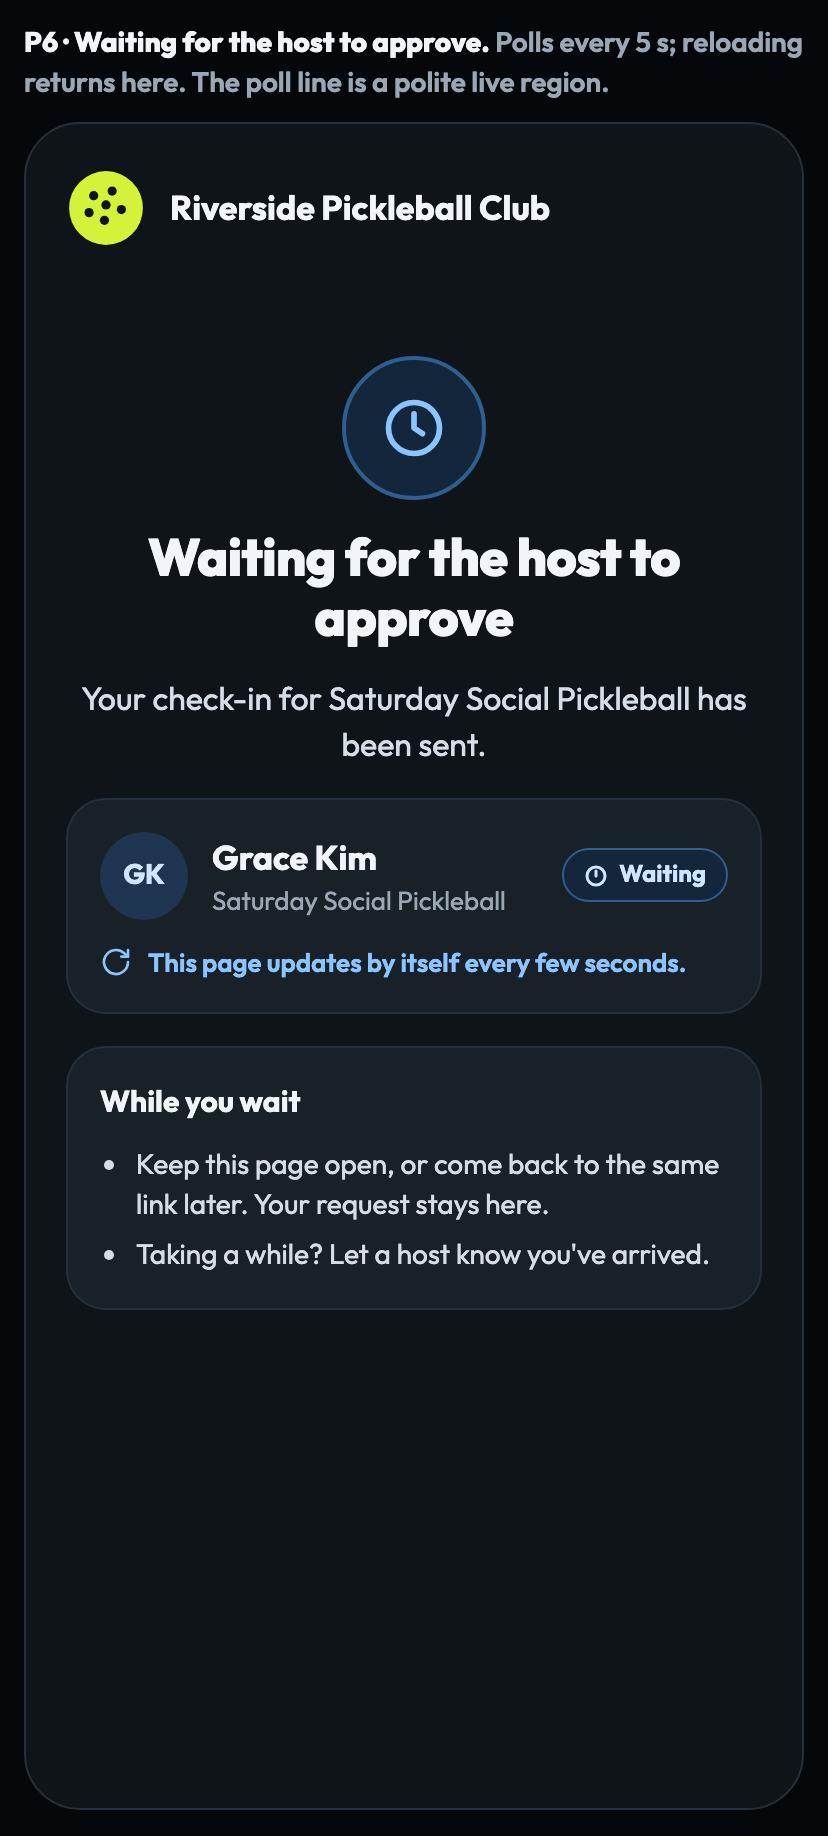 P6 · Waiting for the host to approve. Polls every 5 s; reloading
returns here. The poll line is a polite live region.
Riverside Pickleball Club
Waiting for the host to
approve
Your check-in for Saturday Social Pickleball has
been sent.
GK
Grace Kim
Saturday Social Pickleball
Waiting
This page updates by itself every few seconds.
While you wait
• Keep this page open, or come back to the same
link later. Your request stays here.
• Taking a while? Let a host know you've arrived.